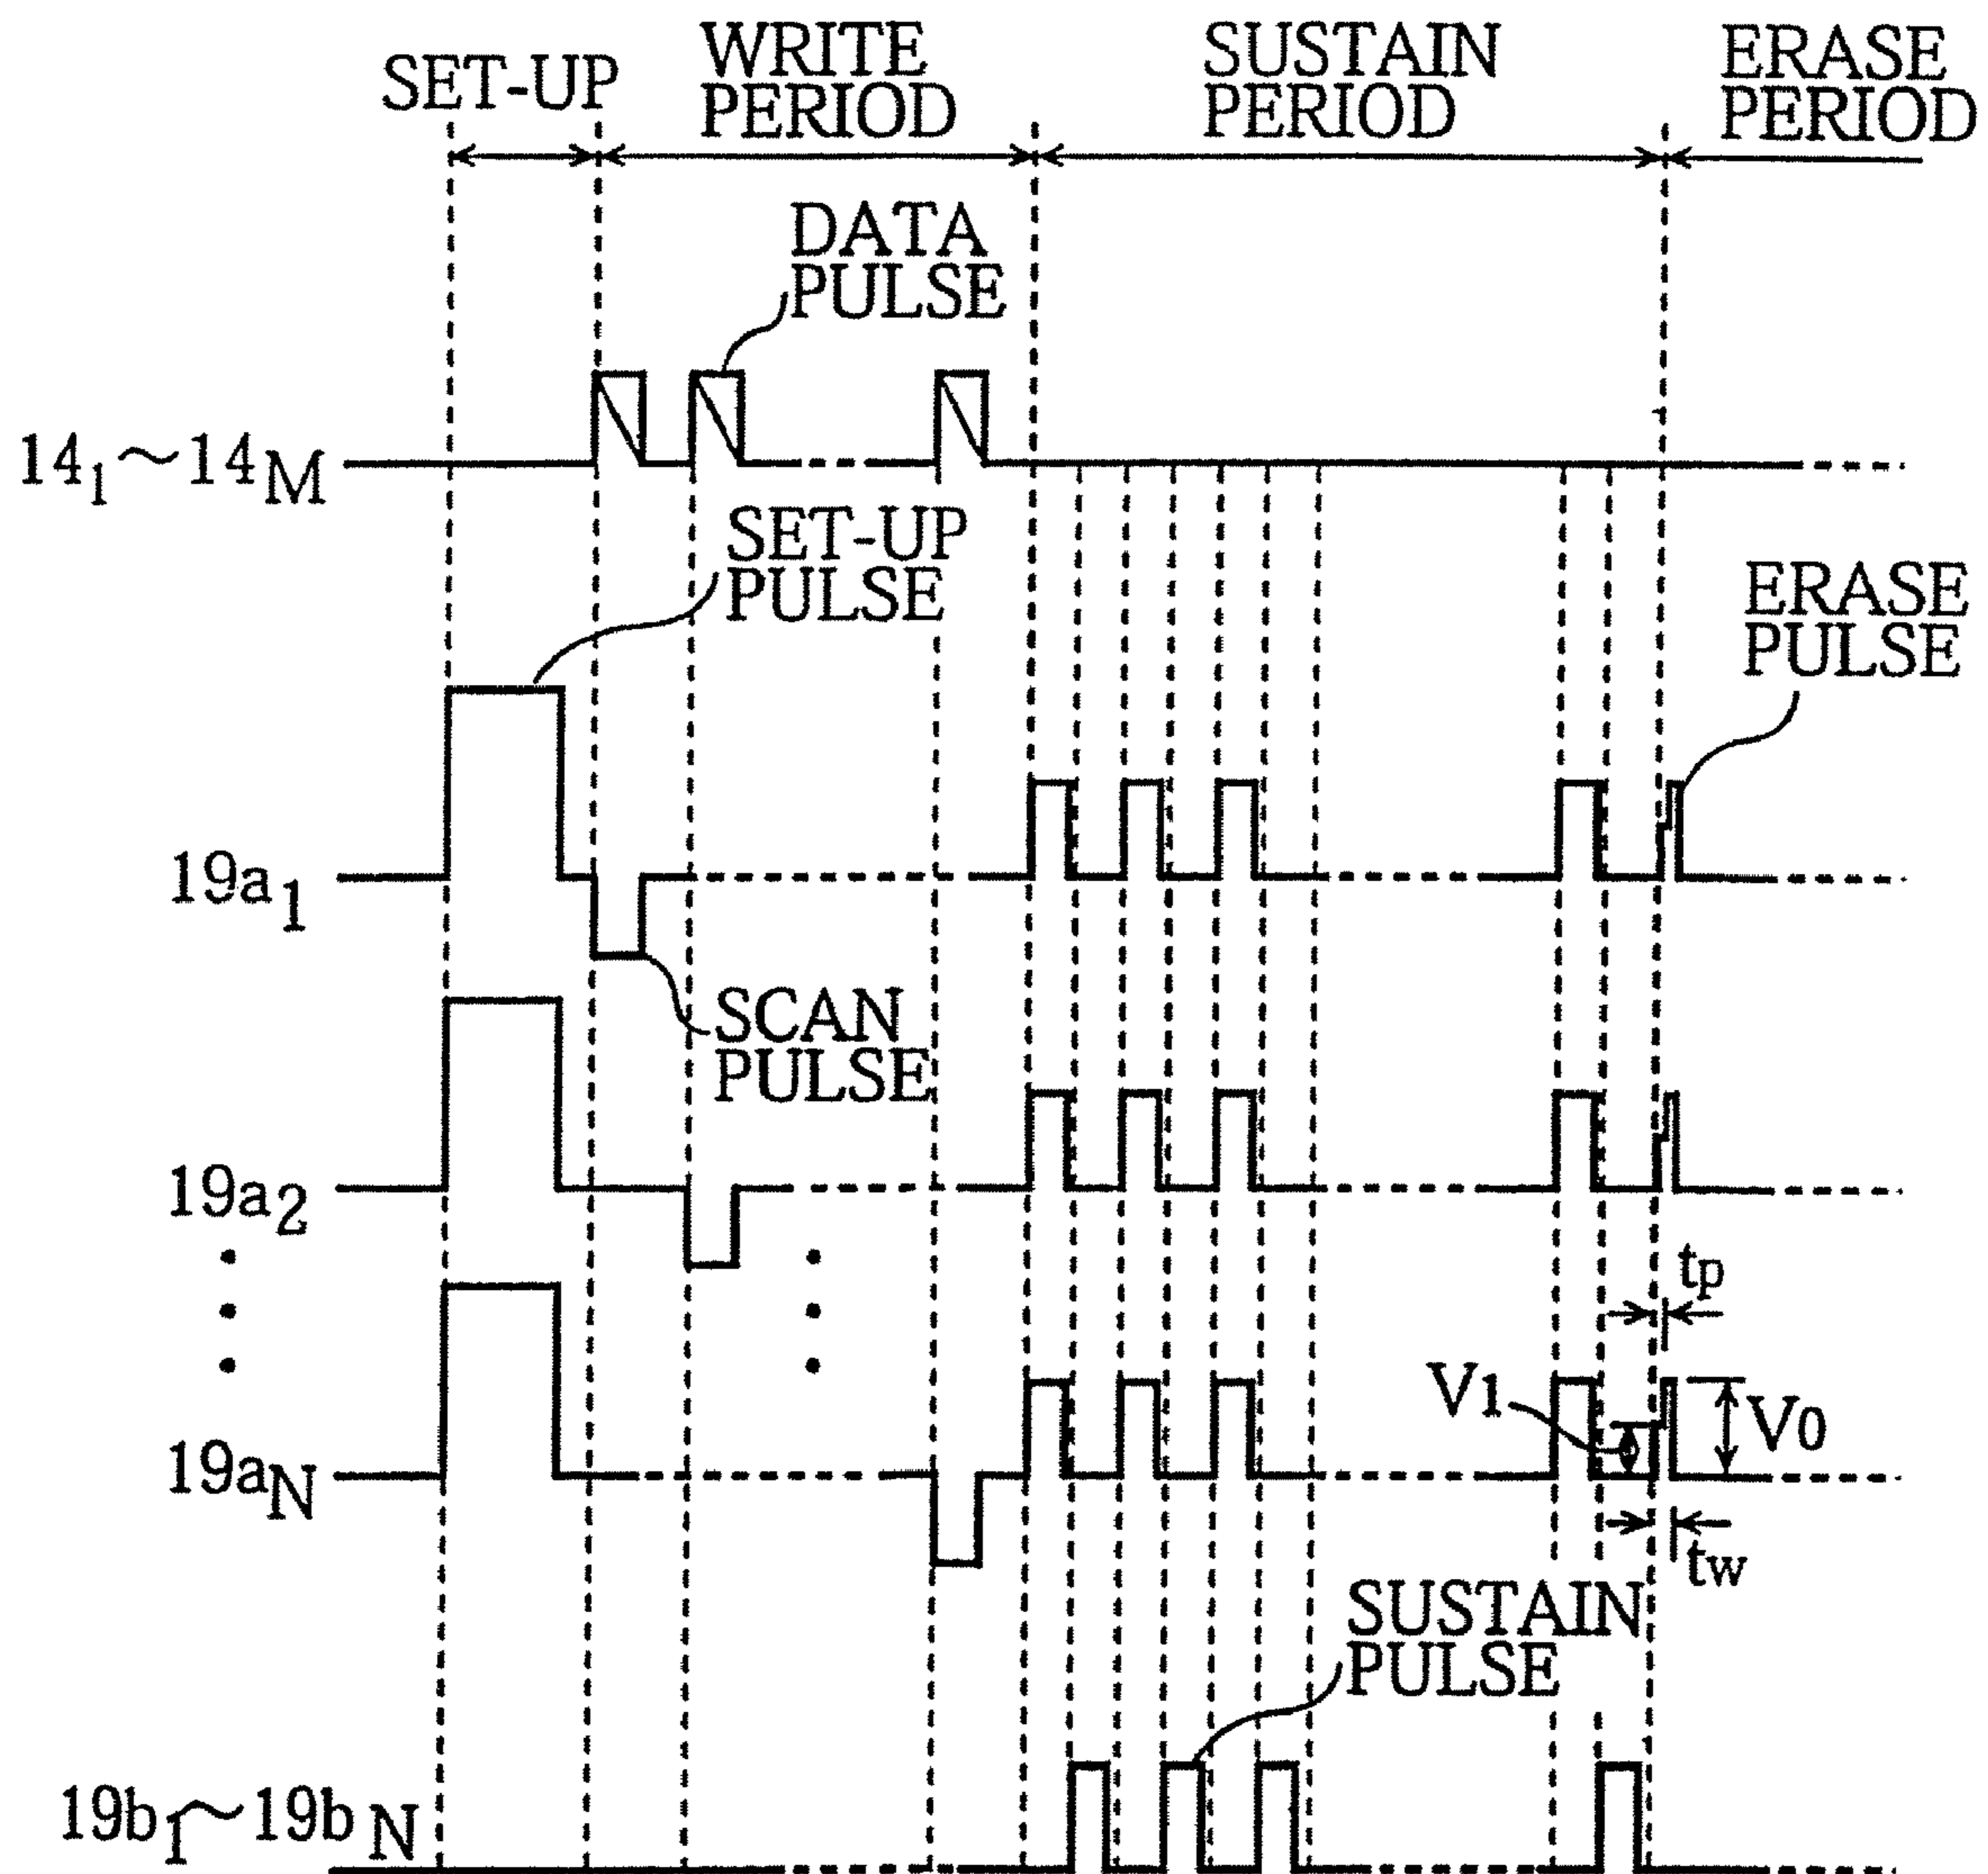 SET-UP
WRITE
PERIOD
SUSTAIN
PERIOD
ERASE
PERIOD
DATA
PULSE
14₁~14M
SET-UP
PULSE
ERASE
PULSE
19a₁
SCAN
PULSE
19a₂
tp
V1
V0
19aN
tw
SUSTAIN
PULSE
19b₁~19bN